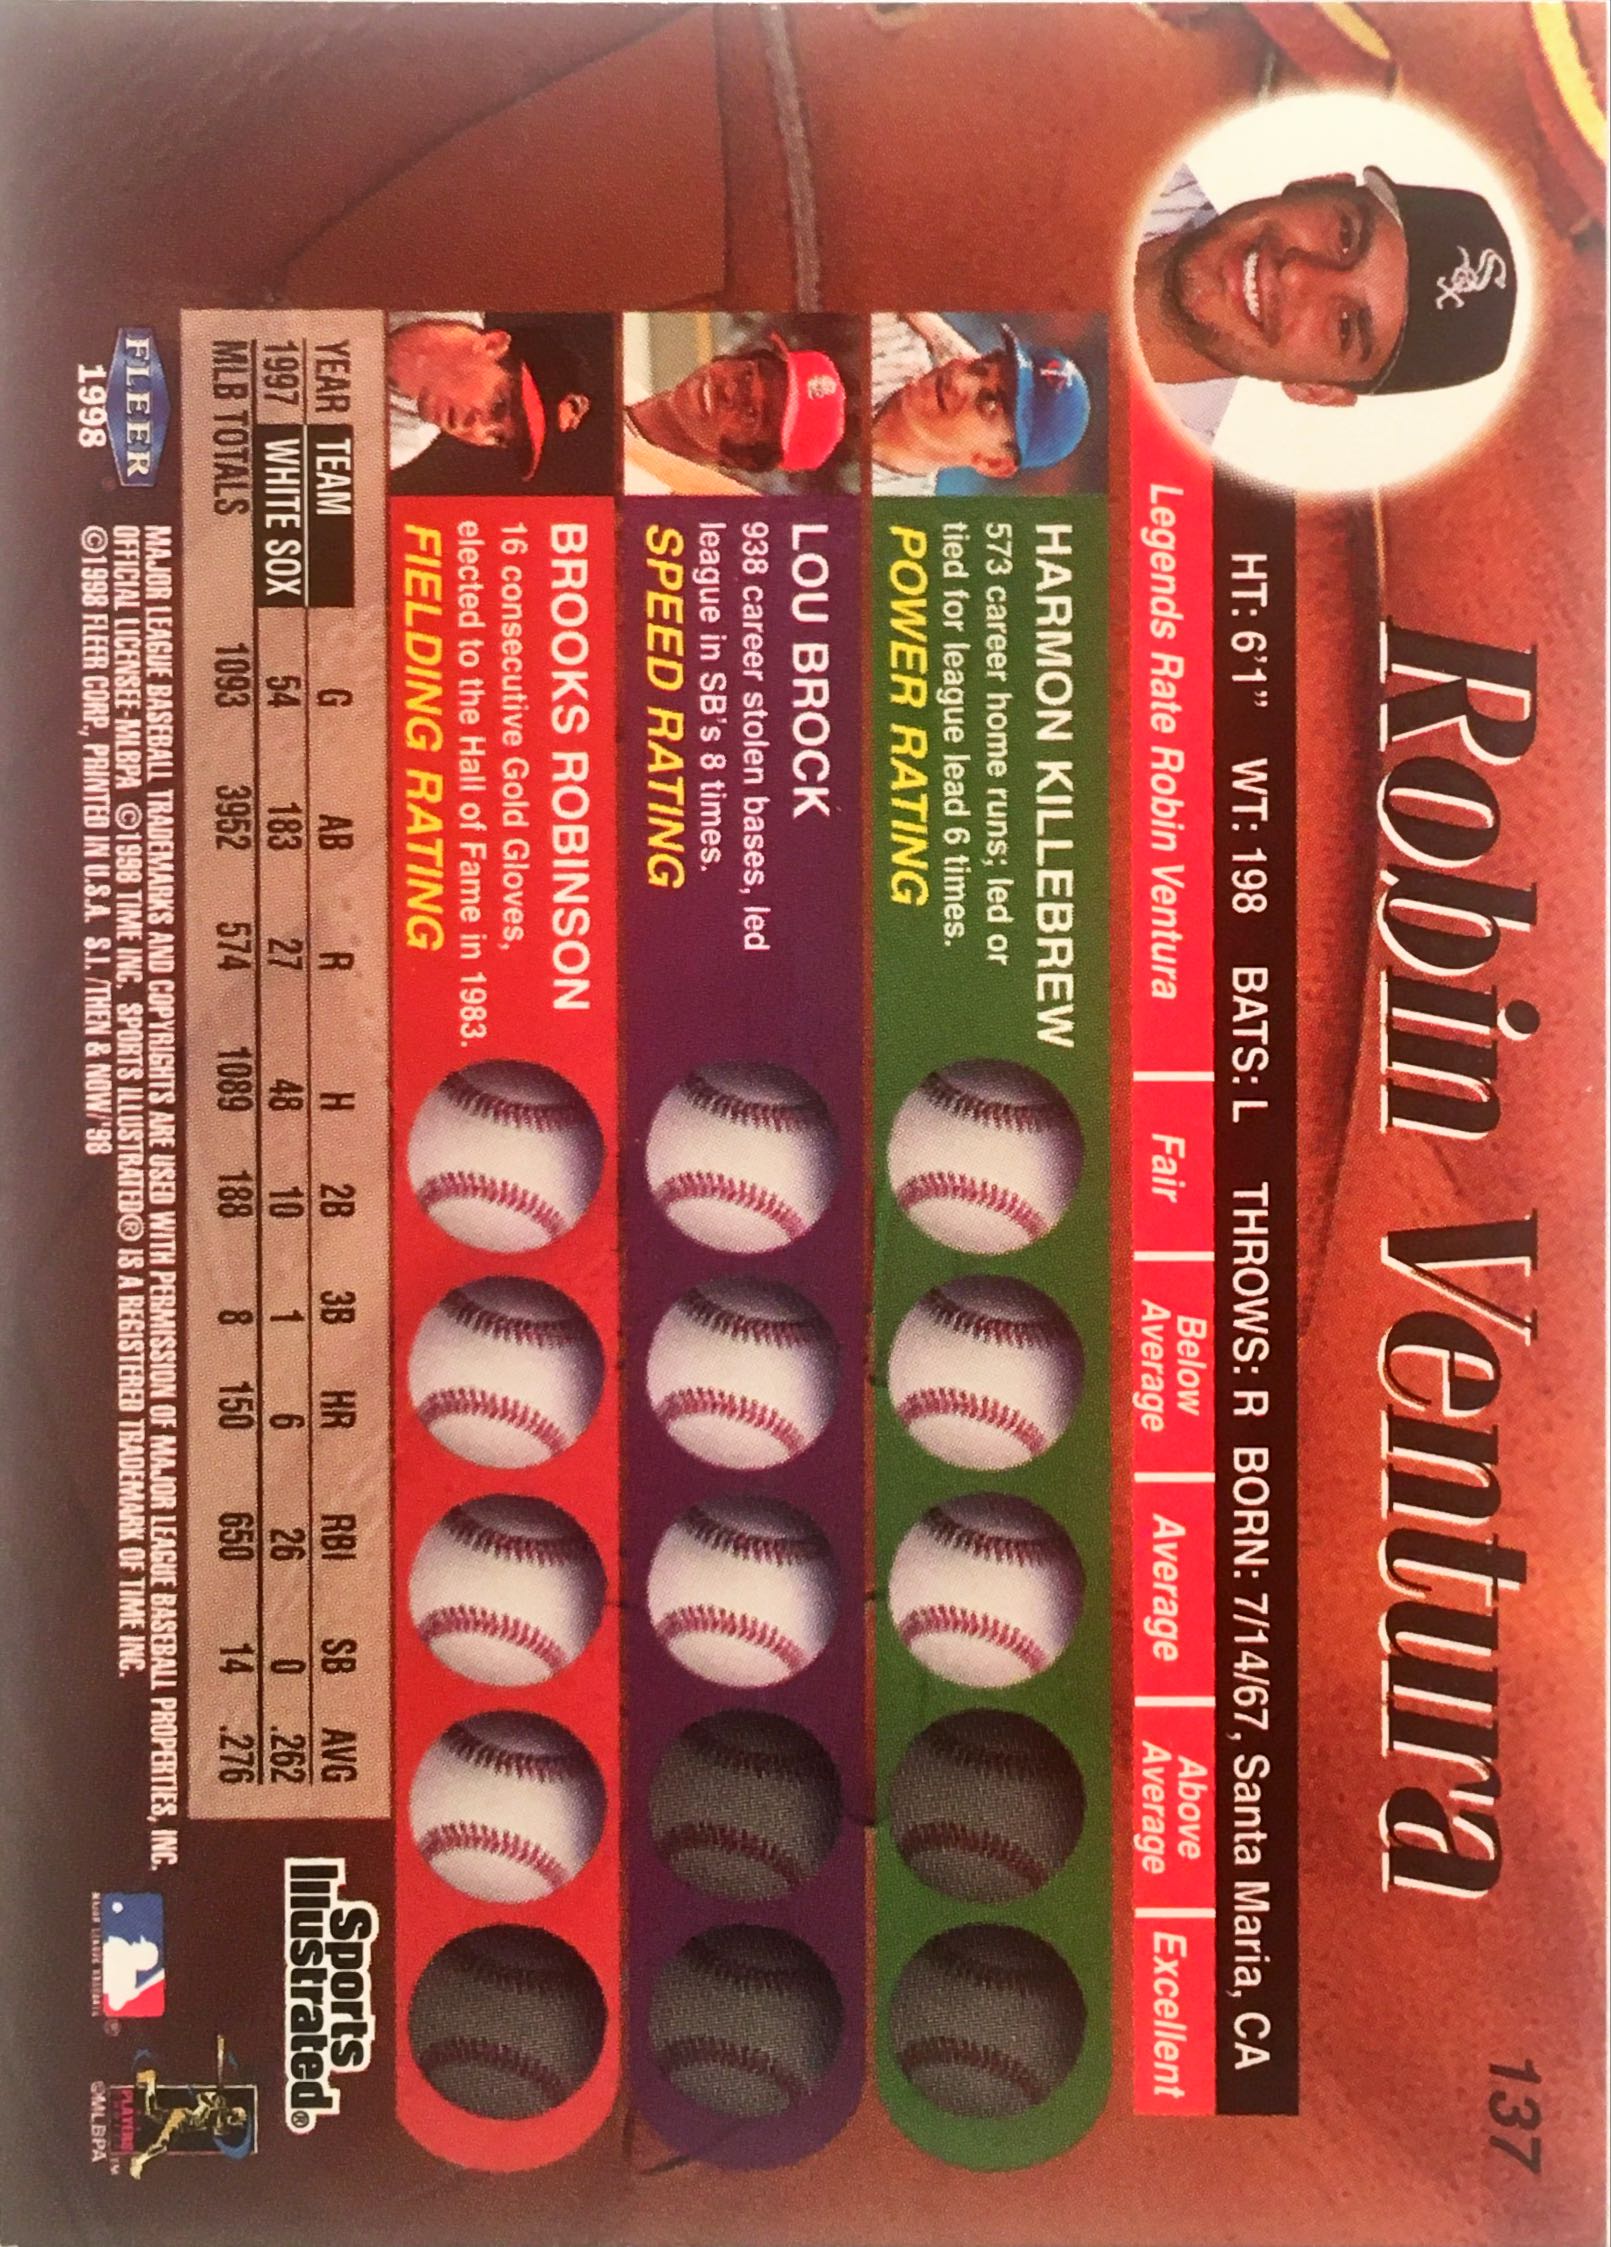 137
Robin Ventura
HT: 6'1" WT: 198 BATS: L THROWS: R BORN: 7/14/67, Santa Maria, CA
Legends Rate Robin Ventura Fair Below Average Average Above Average Excellent
HARMON KILLEBREW
573 career home runs; led or
tied for league lead 6 times.
POWER RATING
LOU BROCK
938 career stolen bases, led
league in SB's 8 times.
SPEED RATING
BROOKS ROBINSON
16 consecutive Gold Gloves,
elected to the Hall of Fame in 1983.
FIELDING RATING
YEAR TEAM G AB R H 2B 3B HR RBI SB AVG
1997 WHITE SOX 54 183 27 48 10 1 6 26 0 .262
MLB TOTALS 1093 3952 574 1089 188 8 150 650 14 .276
Sports
Illustrated®
FLEER
1998
MAJOR LEAGUE BASEBALL TRADEMARKS AND COPYRIGHTS ARE USED WITH PERMISSION OF MAJOR LEAGUE BASEBALL PROPERTIES, INC.
OFFICIAL LICENSEE-MLBPA ©1998 TIME INC. SPORTS ILLUSTRATED® IS A REGISTERED TRADEMARK OF TIME INC.
©1998 FLEER CORP., PRINTED IN U.S.A. S.I./THEN & NOW/'98
MAJOR LEAGUE BASEBALL
©MLBPA
Sox